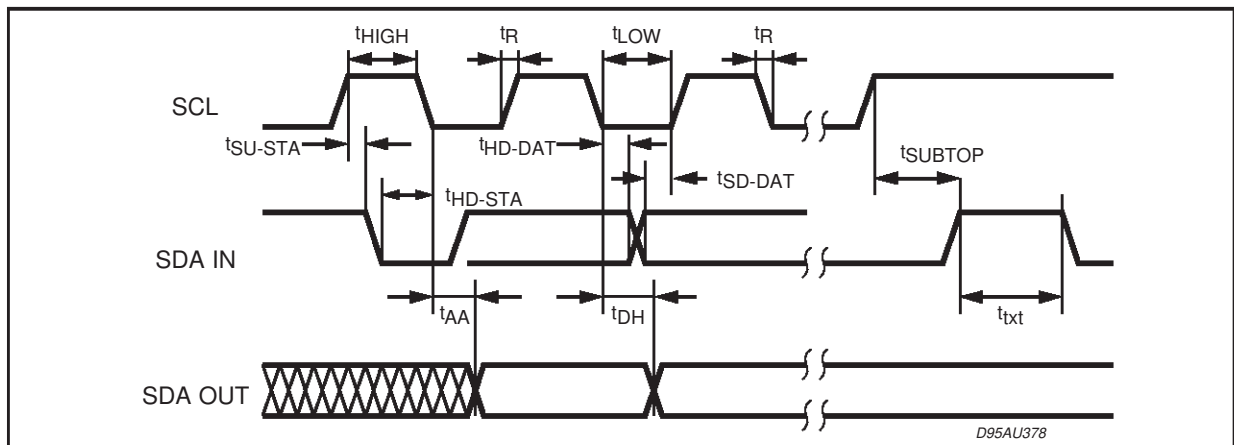 tHIGH
tR
tLOW
tR
SCL
tSU-STA
tHD-DAT
tSUBTOP
tSD-DAT
tHD-STA
SDA IN
tAA
tDH
ttxt
SDA OUT
D95AU378